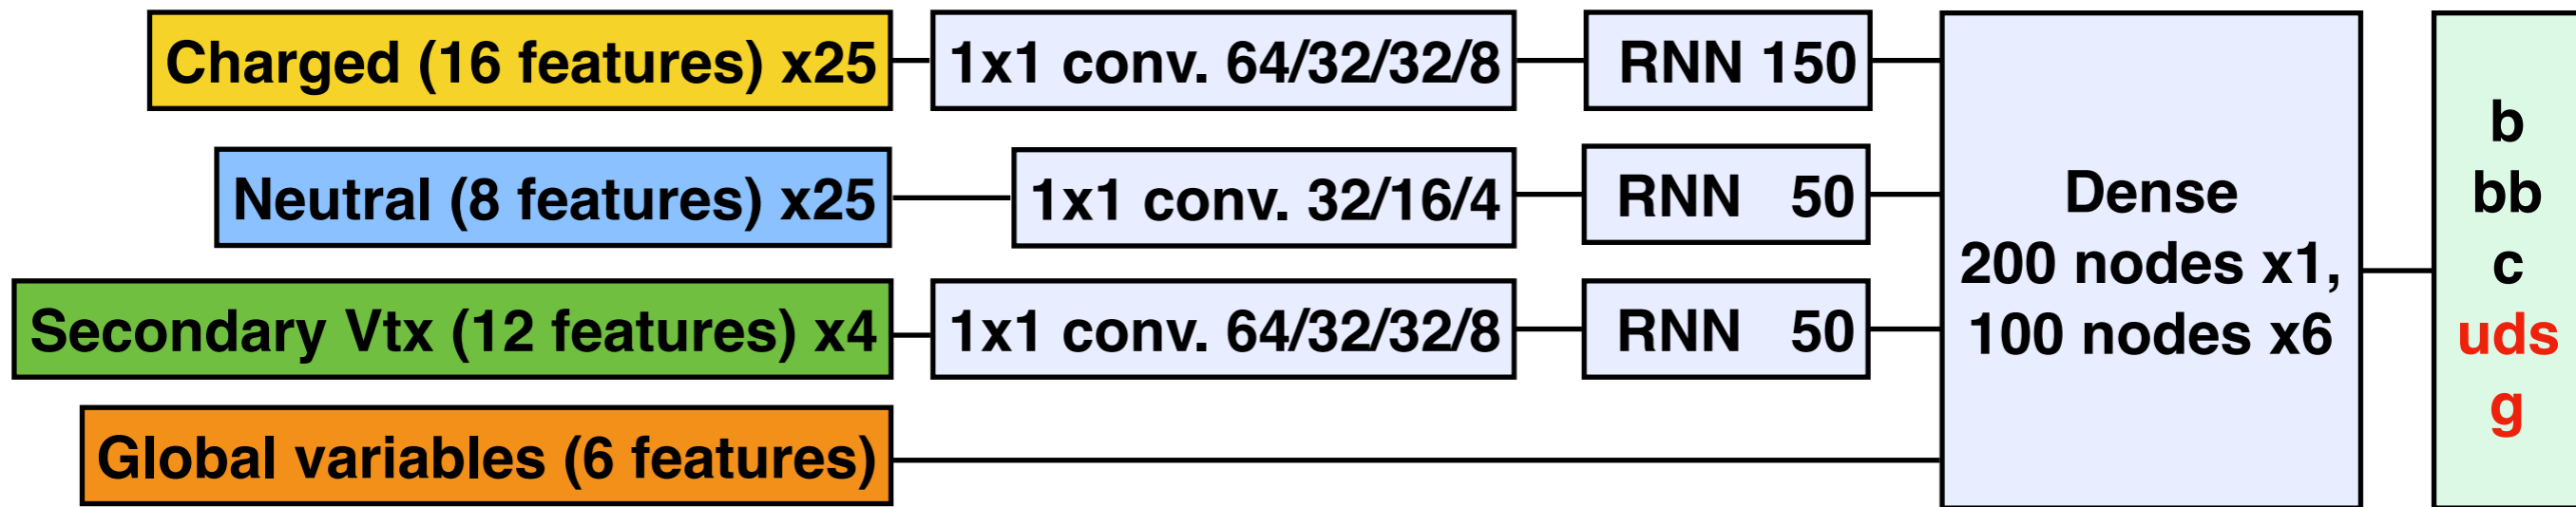 Charged (16 features) x25
1x1 conv. 64/32/32/8
RNN 150
Neutral (8 features) x25
1x1 conv. 32/16/4
RNN 50
Secondary Vtx (12 features) x4
1x1 conv. 64/32/32/8
RNN 50
Global variables (6 features)
Dense
200 nodes x1,
100 nodes x6
b
bb
c
uds
g